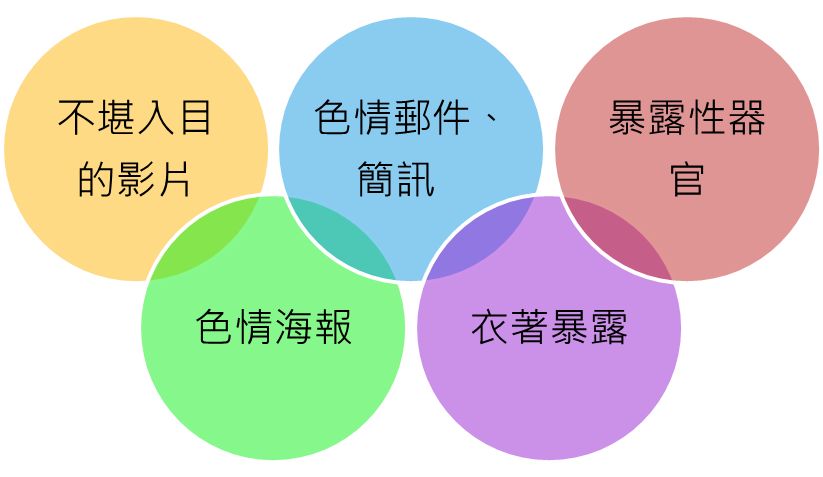 不堪入目
的影片
色情郵件、
簡訊
暴露性器
官
色情海報
衣著暴露